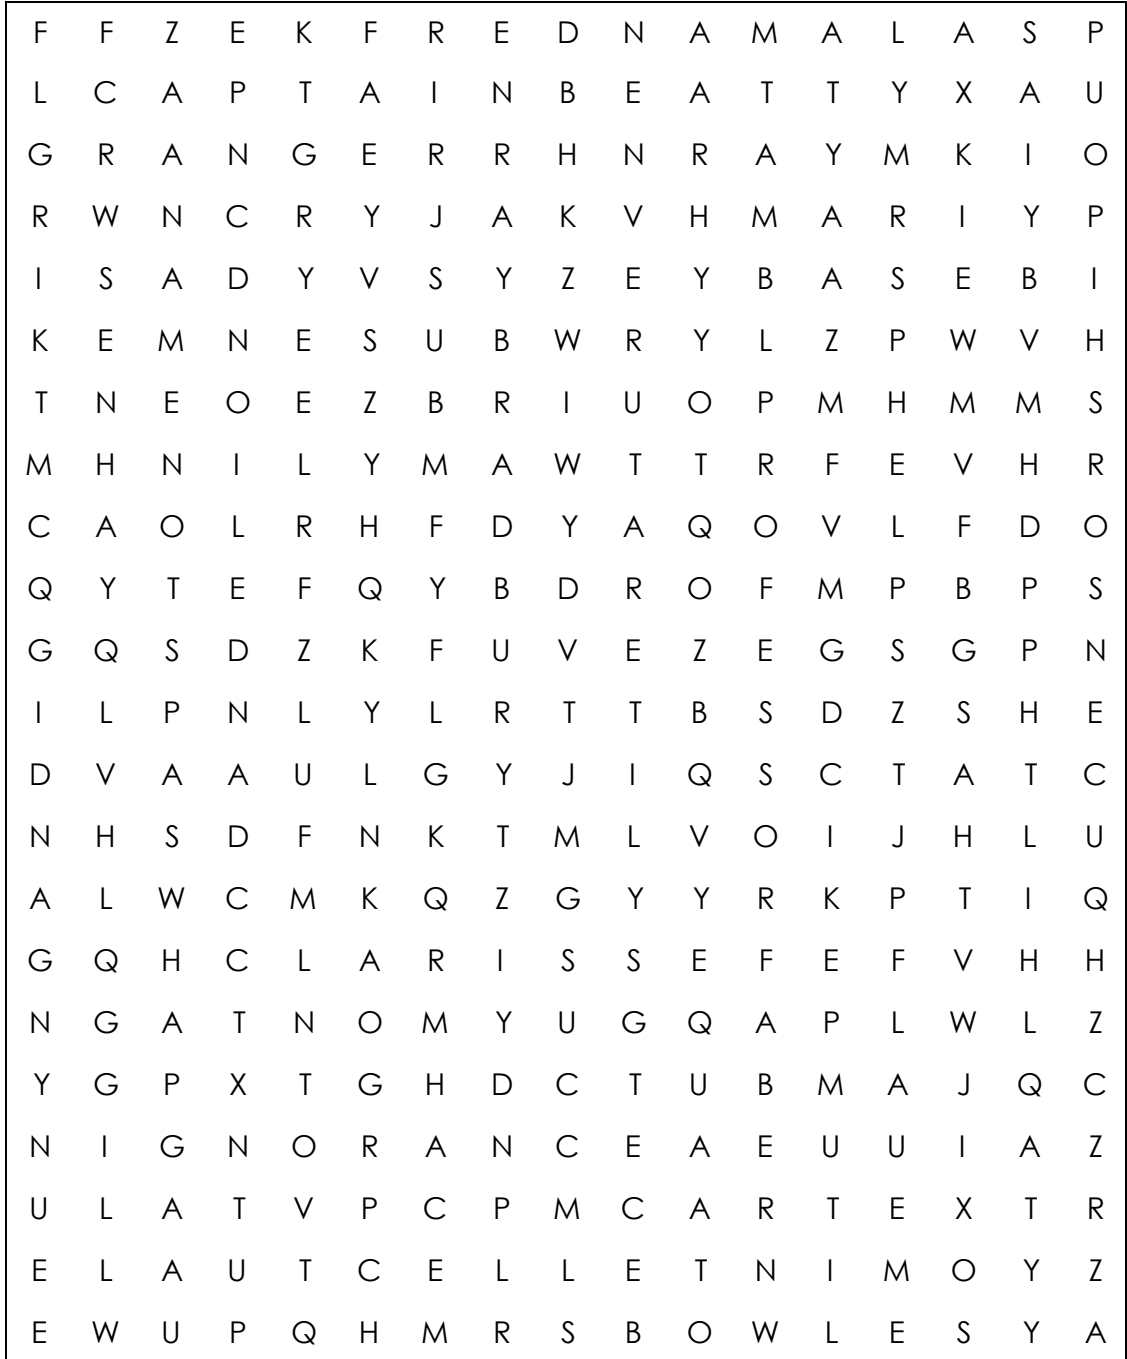 F F Z E K F R E D N A M A L A S P
L C A P T A I N B E A T T Y X A U
G R A N G E R R H N R A Y M K I O
R W N C R Y J A K V H M A R I Y P
I S A D Y V S Y Z E Y B A S E B I
K E M N E S U B W R Y L Z P W V H
T N E O E Z B R I U O P M H M M S
M H N I L Y M A W T T R F E V H R
C A O L R H F D Y A Q O V L F D O
Q Y T E F Q Y B D R O F M P B P S
G Q S D Z K F U V E Z E G S G P N
I L P N L Y L R T T B S D Z S H E
D V A A U L G Y J I Q S C T A T C
N H S D F N K T M L V O I J H L U
A L W C M K Q Z G Y Y R K P T I Q
G Q H C L A R I S S E F E F V H H
N G A T N O M Y U G Q A P L W L Z
Y G P X T G H D C T U B M A J Q C
N I G N O R A N C E A E U U I A Z
U L A T V P C P M C A R T E X T R
E L A U T C E L L E T N I M O Y Z
E W U P Q H M R S B O W L E S Y A